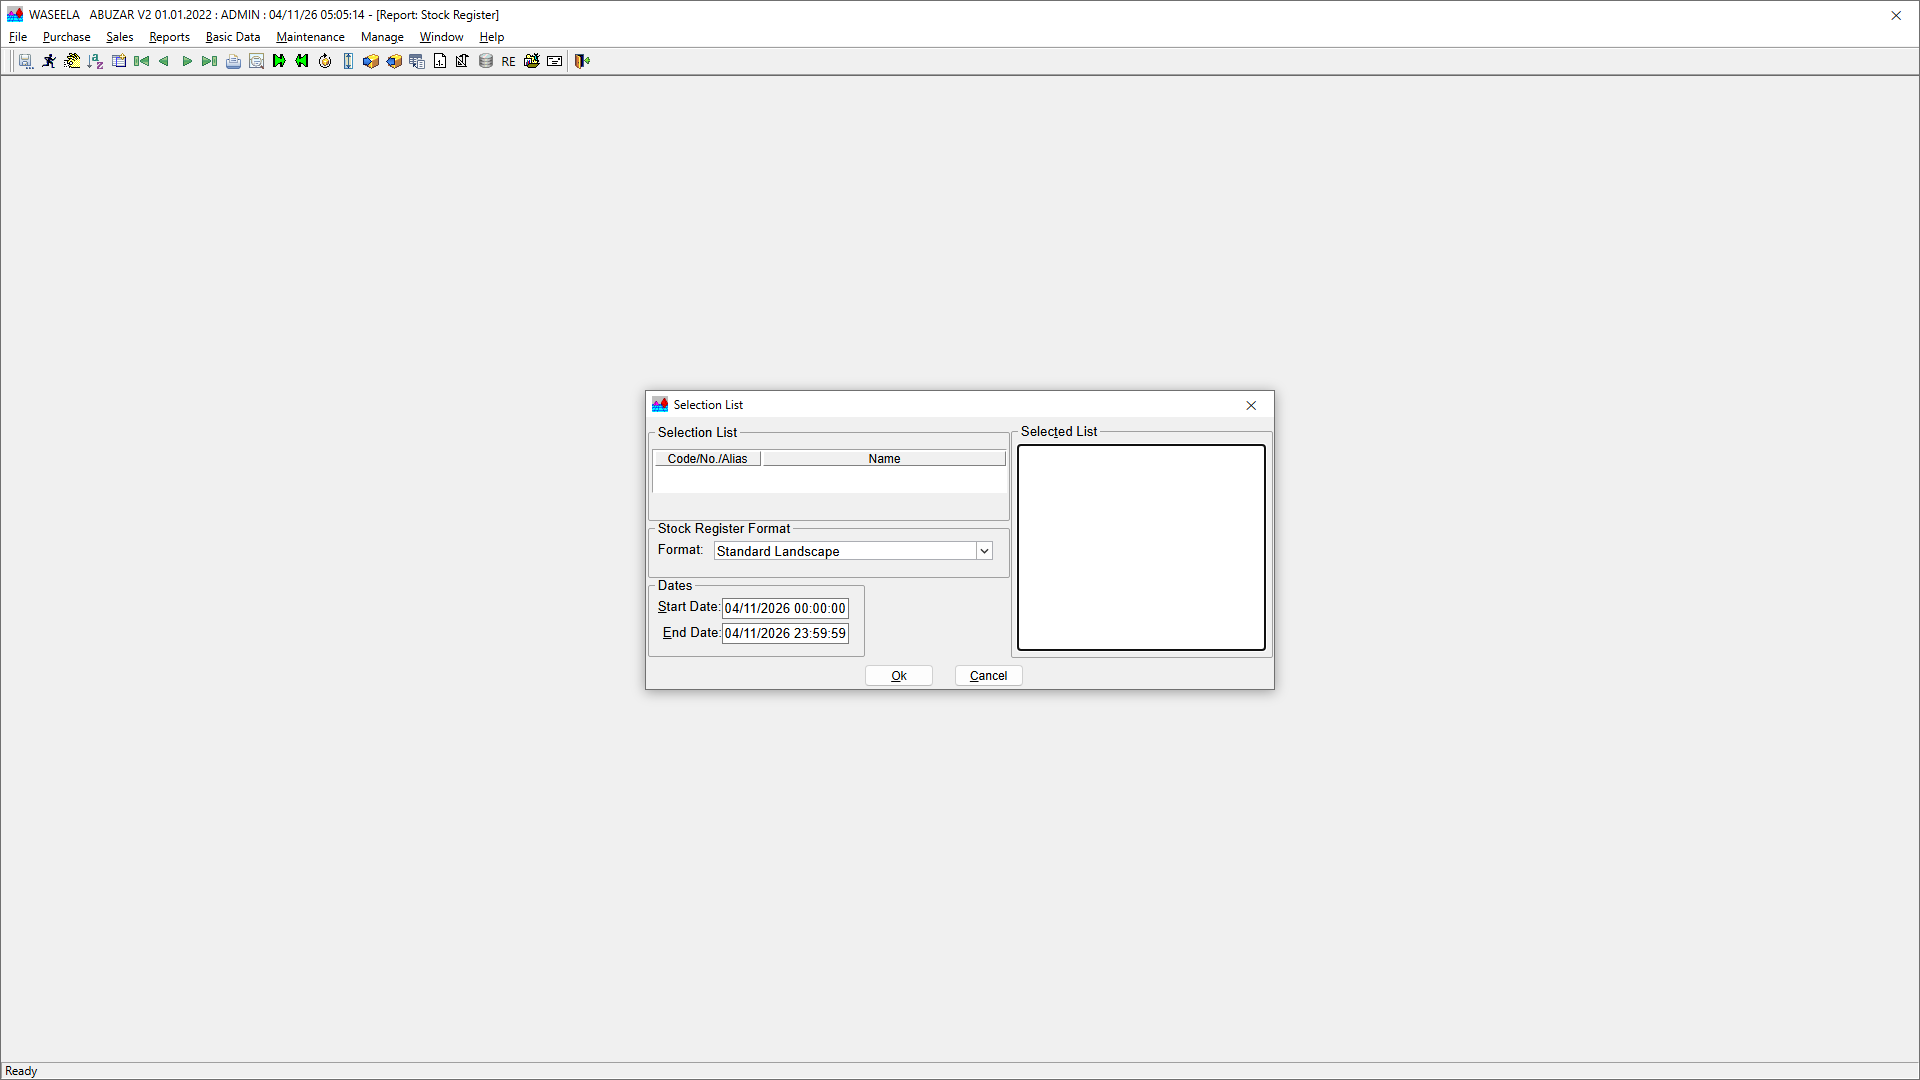 WASEELA   ABUZAR V2 01.01.2022 : ADMIN : 04/11/26 05:05:14 - [Report: Stock Register]
File Purchase Sales Reports Basic Data Maintenance Manage Window Help
RE
Selection List
Selection List
Code/No./Alias Name
Selected List
Stock Register Format
Format: Standard Landscape
Dates
Start Date: 04/11/2026 00:00:00
End Date: 04/11/2026 23:59:59
Ok Cancel
Ready